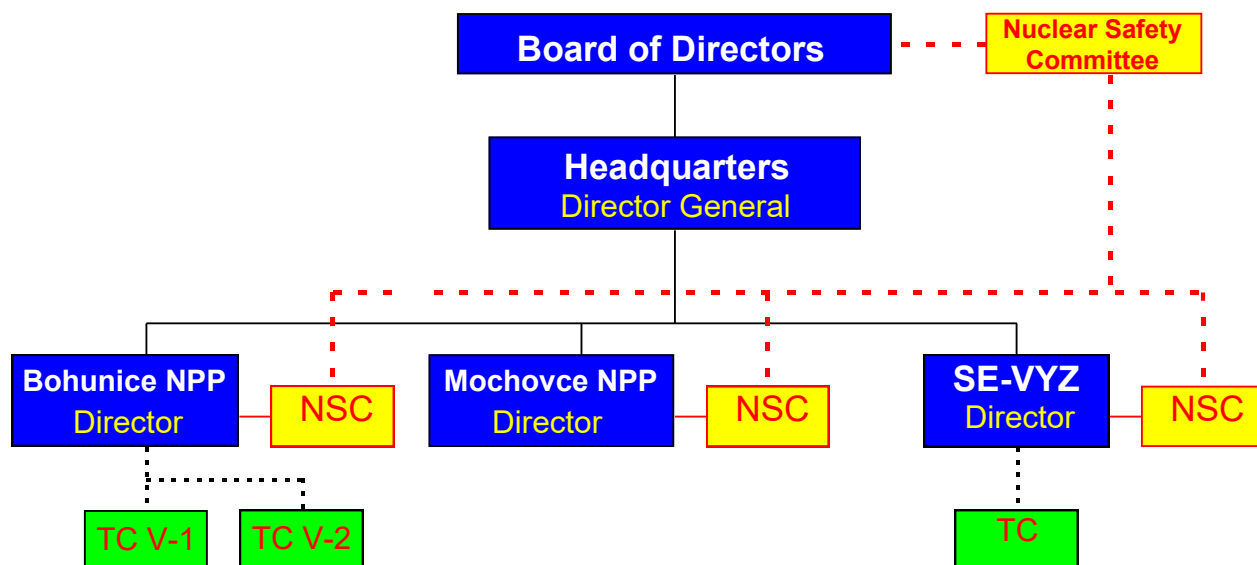 Board of Directors
Nuclear Safety
Committee
Headquarters
Director General
Bohunice NPP
Director
NSC
Mochovce NPP
Director
NSC
SE-VYZ
Director
NSC
TC V-1
TC V-2
TC